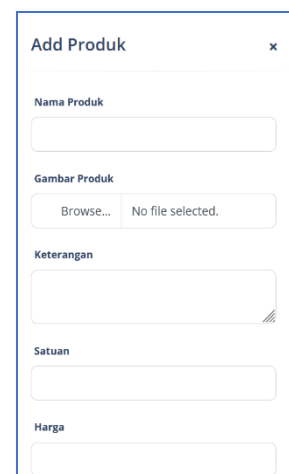 Add Produk ×
Nama Produk
Gambar Produk
Browse... No file selected.
Keterangan
Satuan
Harga